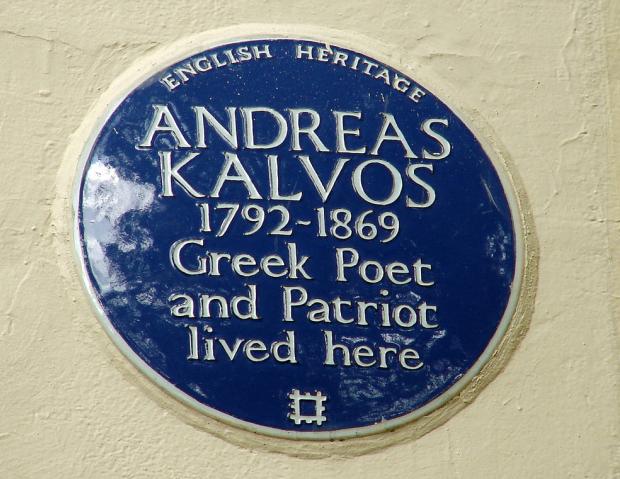 ENGLISH HERITAGE
ANDREAS
KALVOS
1792-1869
Greek Poet
and Patriot
lived here